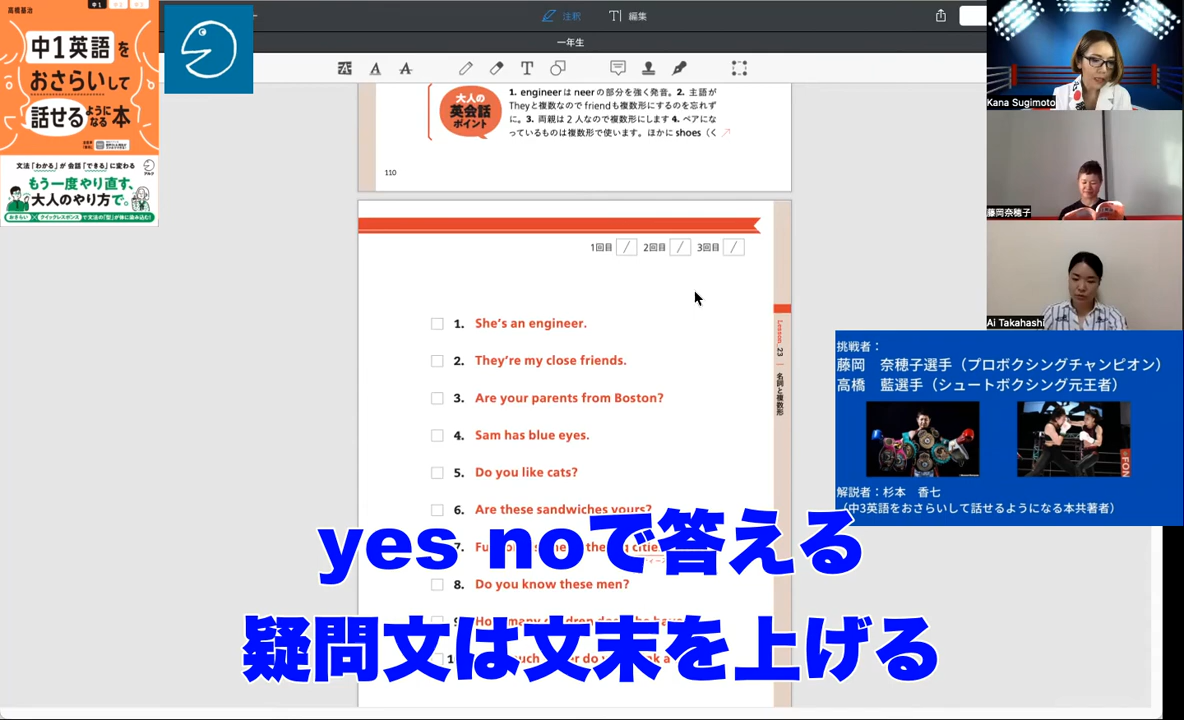 高橋基治
中1
中1英語を
おさらいして
話せるようになる本
文法「わかる」が会話「できる」に変わる
もう一度やり直す、
大人のやり方で。
注釈
編集
一年生
大人の
英会話
ポイント
1. engineer は neer の部分を強く発音。2. 主語が
Theyと複数なので friend も複数形にするのを忘れず
に。3. 両親は2人なので複数形にします 4. ペアにな
っているものは複数形で使います。ほかに shoes（く
110
1回目 / 2回目 / 3回目 /
1. She's an engineer.
2. They're my close friends.
3. Are your parents from Boston?
4. Sam has blue eyes.
5. Do you like cats?
6. Are these sandwiches yours?
8. Do you know these men?
Lesson 23 名詞と複数形
yes noで答える
疑問文は文末を上げる
Kana Sugimoto
藤岡奈穂子
Ai Takahashi
挑戦者：
藤岡 奈穂子選手（プロボクシングチャンピオン）
高橋 藍選手（シュートボクシング元王者）
解説者：杉本 香七
（中3英語をおさらいして話せるようになる本共著者）